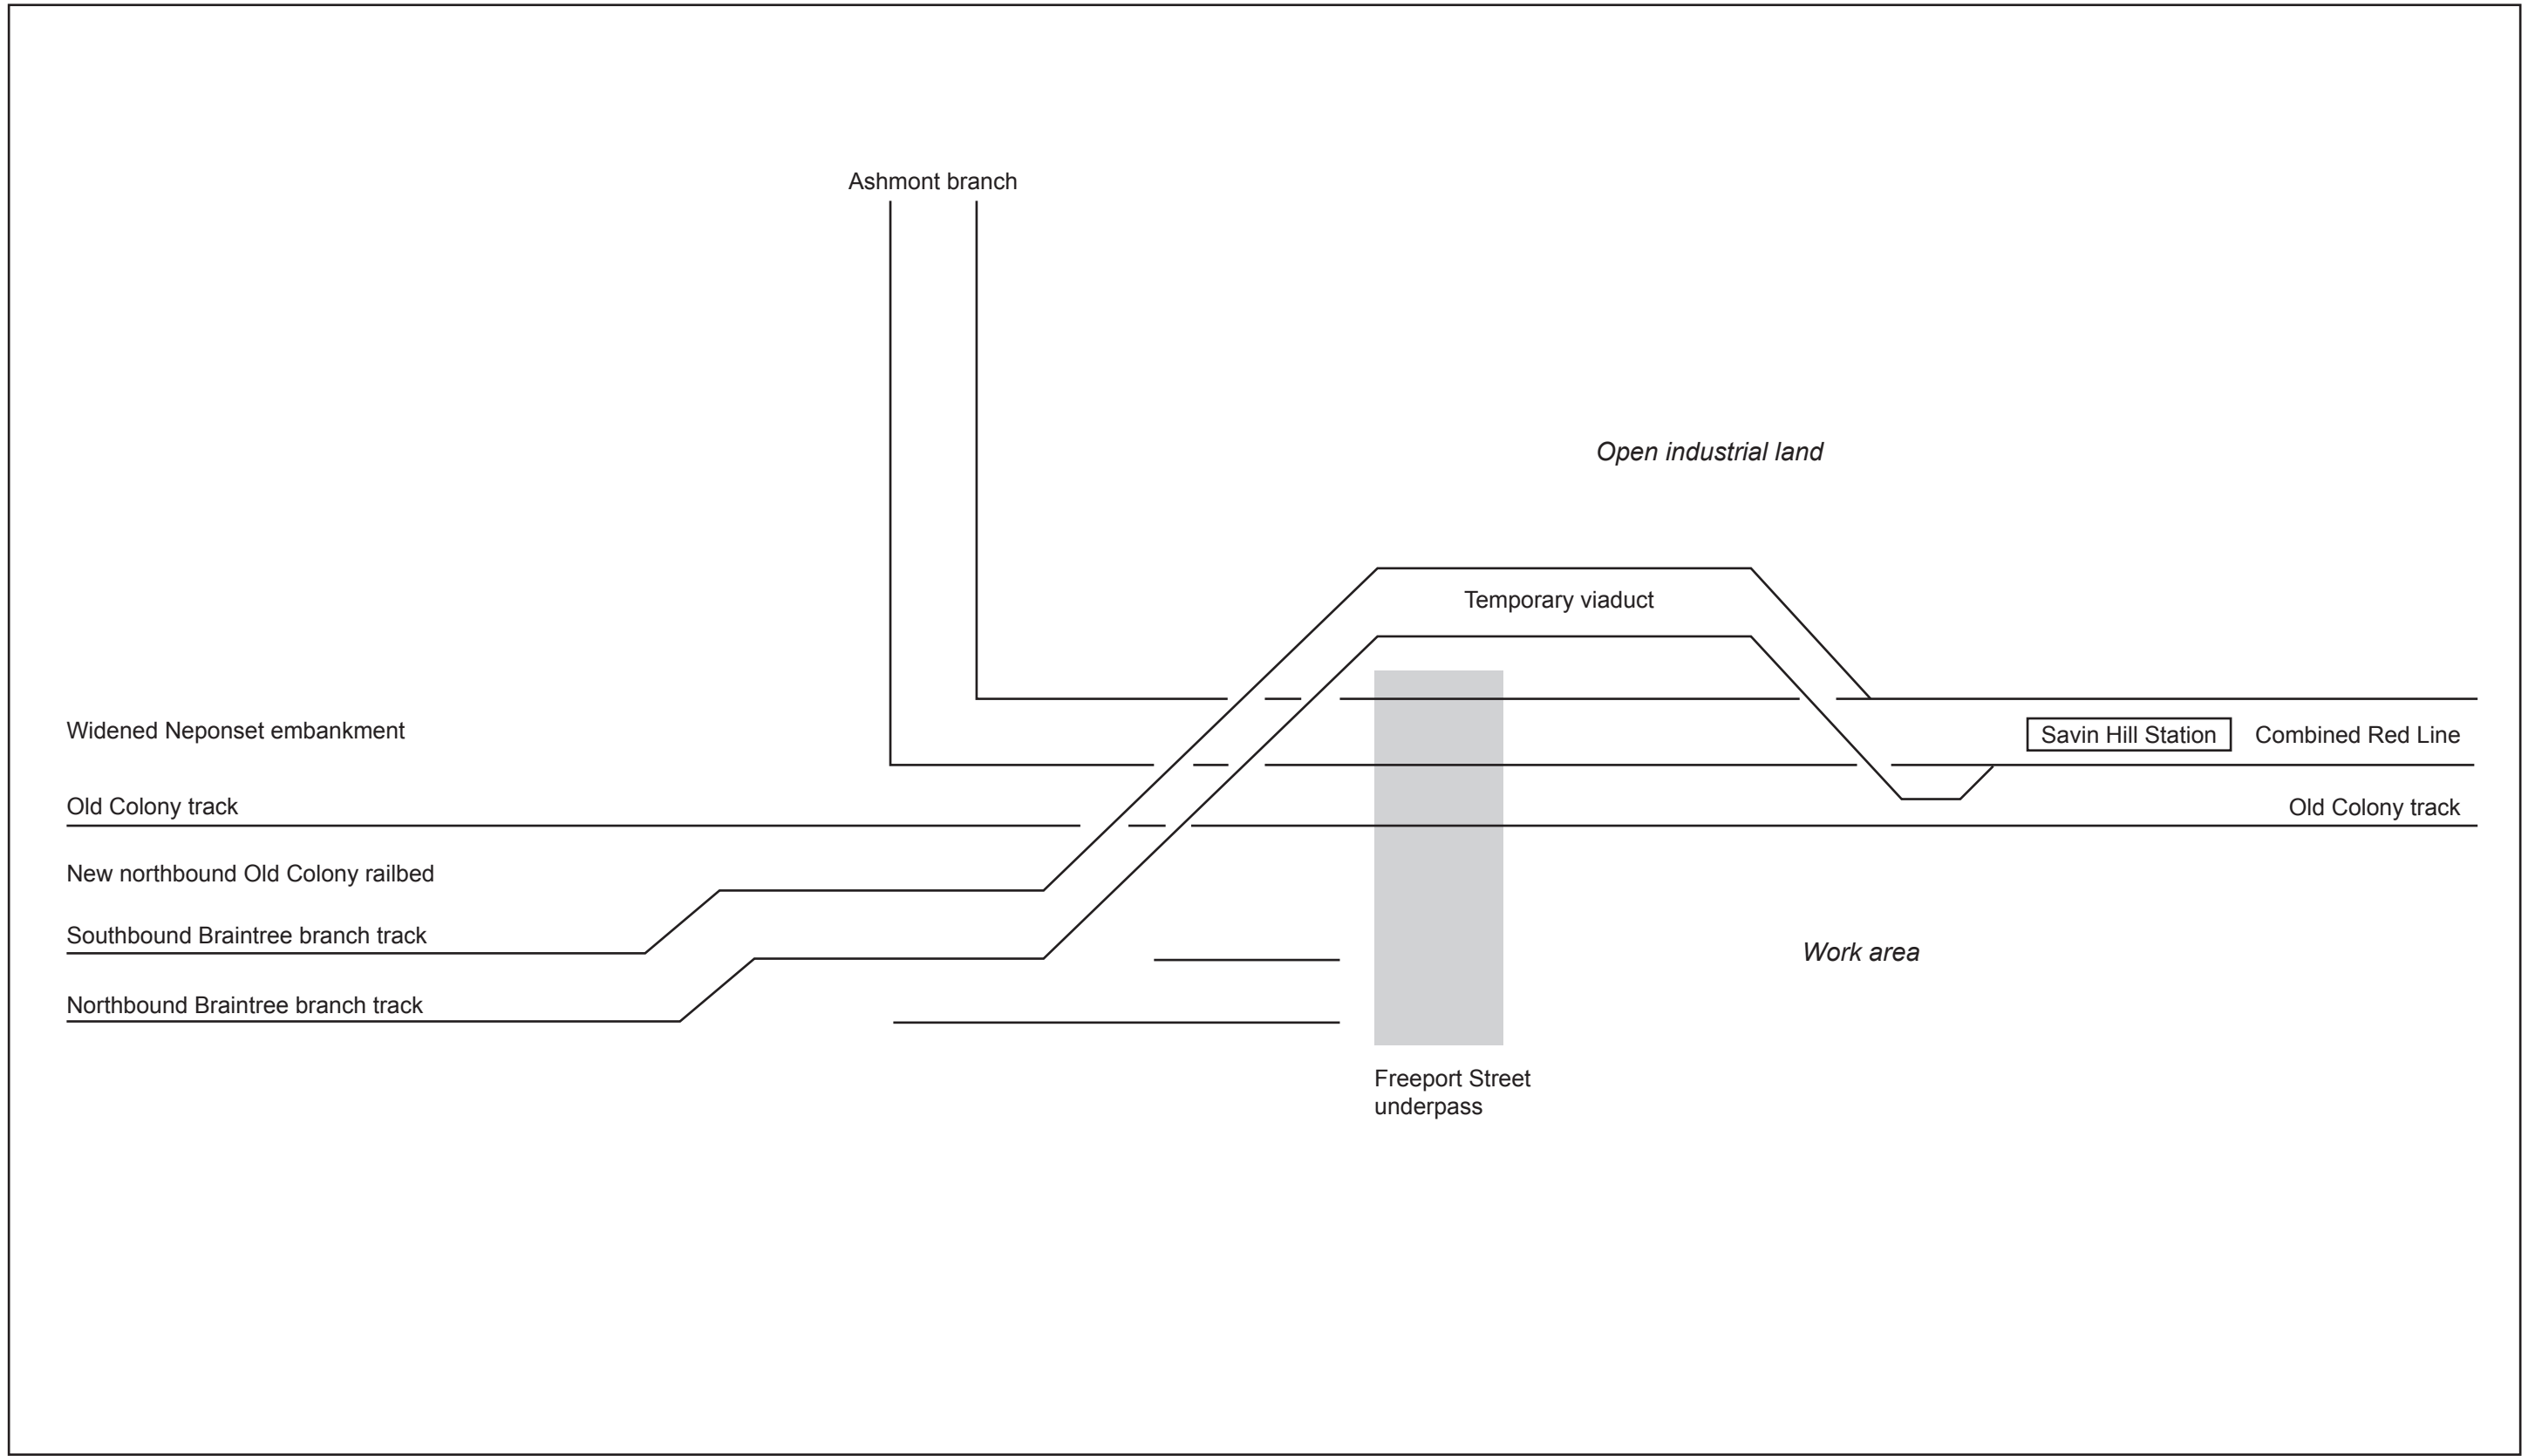 Ashmont branch
Open industrial land
Temporary viaduct
Widened Neponset embankment
Savin Hill Station
Combined Red Line
Old Colony track
Old Colony track
New northbound Old Colony railbed
Southbound Braintree branch track
Work area
Northbound Braintree branch track
Freeport Street
underpass